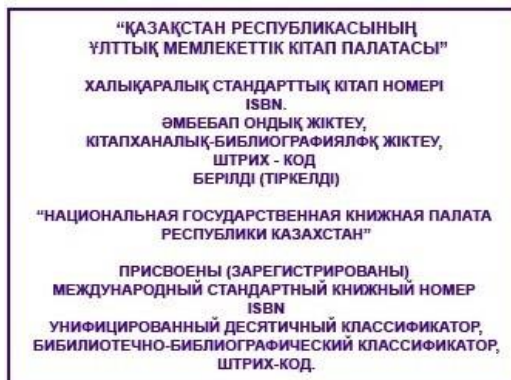 “ҚАЗАҚСТАН РЕСПУБЛИКАСЫНЫҢ
ҰЛТТЫҚ МЕМЛЕКЕТТІК КІТАП ПАЛАТАСЫ”
ХАЛЫҚАРАЛЫҚ СТАНДАРТТЫҚ КІТАП НОМЕРІ
ISBN.
ӘМБЕБАП ОНДЫҚ ЖІКТЕУ,
КІТАПХАНАЛЫҚ-БИБЛИОГРАФИЯЛФҚ ЖІКТЕУ,
ШТРИХ - КОД
БЕРІЛДІ (ТІРКЕЛДІ)
“НАЦИОНАЛЬНАЯ ГОСУДАРСТВЕННАЯ КНИЖНАЯ ПАЛАТА
РЕСПУБЛИКИ КАЗАХСТАН”
ПРИСВОЕНЫ (ЗАРЕГИСТРИРОВАНЫ)
МЕЖДУНАРОДНЫЙ СТАНДАРТНЫЙ КНИЖНЫЙ НОМЕР
ISBN
УНИФИЦИРОВАННЫЙ ДЕСЯТИЧНЫЙ КЛАССИФИКАТОР,
БИБИЛИОТЕЧНО-БИБЛИОГРАФИЧЕСКИЙ КЛАССИФИКАТОР,
ШТРИХ-КОД.